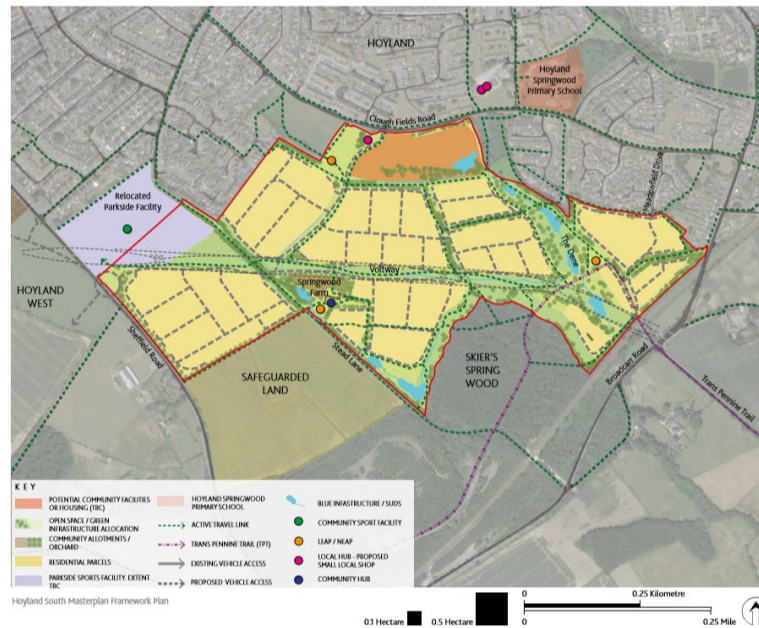 HOYLAND
Hoyland
Springwood
Primary School
Clough Fields Road
Meadowfield Drive
Relocated
Parkside Facility
The Dene
Voltway
HOYLAND
WEST
Springwood
Farm
Sheffield Road
Stead Lane
SKIER'S
SPRING
WOOD
SAFEGUARDED
LAND
Broadcarr Road
Trans Pennine Trail
KEY
POTENTIAL COMMUNITY FACILITIES
OR HOUSING (TBC)
OPEN SPACE / GREEN
INFRASTRUCTURE ALLOCATION
COMMUNITY ALLOTMENTS /
ORCHARD
RESIDENTIAL PARCELS
PARKSIDE SPORTS FACILITY. EXTENT
TBC
HOYLAND SPRINGWOOD
PRIMARY SCHOOL
ACTIVE TRAVEL LINK
TRANS PENNINE TRAIL (TPT)
EXISTING VEHICLE ACCESS
PROPOSED VEHICLE ACCESS
BLUE INFASTRUCTURE / SUDS
COMMUNITY SPORT FACILITY
LEAP / NEAP
LOCAL HUB - PROPOSED
SMALL LOCAL SHOP
COMMUNITY HUB
Hoyland South Masterplan Framework Plan
0.1 Hectare
0.5 Hectare
0 0.25 Kilometre
0 0.25 Mile